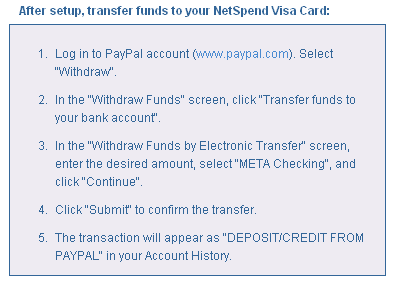 After setup, transfer funds to your NetSpend Visa Card:
1. Log in to PayPal account (www.paypal.com). Select
"Withdraw".
2. In the "Withdraw Funds" screen, click "Transfer funds to
your bank account".
3. In the "Withdraw Funds by Electronic Transfer" screen,
enter the desired amount, select "META Checking", and
click "Continue".
4. Click "Submit" to confirm the transfer.
5. The transaction will appear as "DEPOSIT/CREDIT FROM
PAYPAL" in your Account History.